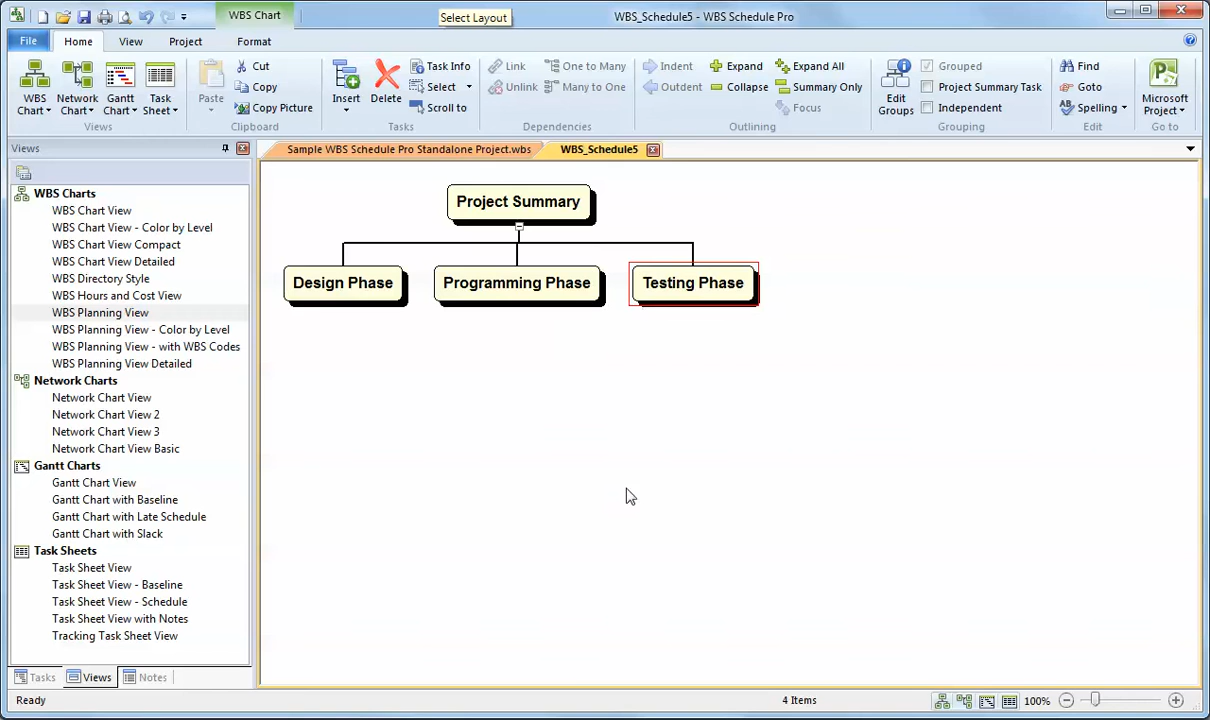 WBS Chart
Select Layout
WBS_Schedule5 - WBS Schedule Pro
File
Home
View
Project
Format
WBS Chart
Network Chart
Gantt Chart
Task Sheet
Views
Paste
Cut
Copy
Copy Picture
Clipboard
Insert
Delete
Task Info
Select
Scroll to
Tasks
Link
Unlink
One to Many
Many to One
Dependencies
Indent
Outdent
Expand
Collapse
Expand All
Summary Only
Focus
Outlining
Edit Groups
Grouped
Project Summary Task
Independent
Grouping
Find
Goto
Spelling
Edit
Microsoft Project
Go to
Views
Sample WBS Schedule Pro Standalone Project.wbs
WBS_Schedule5
WBS Charts
WBS Chart View
WBS Chart View - Color by Level
WBS Chart View Compact
WBS Chart View Detailed
WBS Directory Style
WBS Hours and Cost View
WBS Planning View
WBS Planning View - Color by Level
WBS Planning View - with WBS Codes
WBS Planning View Detailed
Network Charts
Network Chart View
Network Chart View 2
Network Chart View 3
Network Chart View Basic
Gantt Charts
Gantt Chart View
Gantt Chart with Baseline
Gantt Chart with Late Schedule
Gantt Chart with Slack
Task Sheets
Task Sheet View
Task Sheet View - Baseline
Task Sheet View - Schedule
Task Sheet View with Notes
Tracking Task Sheet View
Tasks
Views
Notes
Project Summary
Design Phase
Programming Phase
Testing Phase
Ready
4 Items
100%